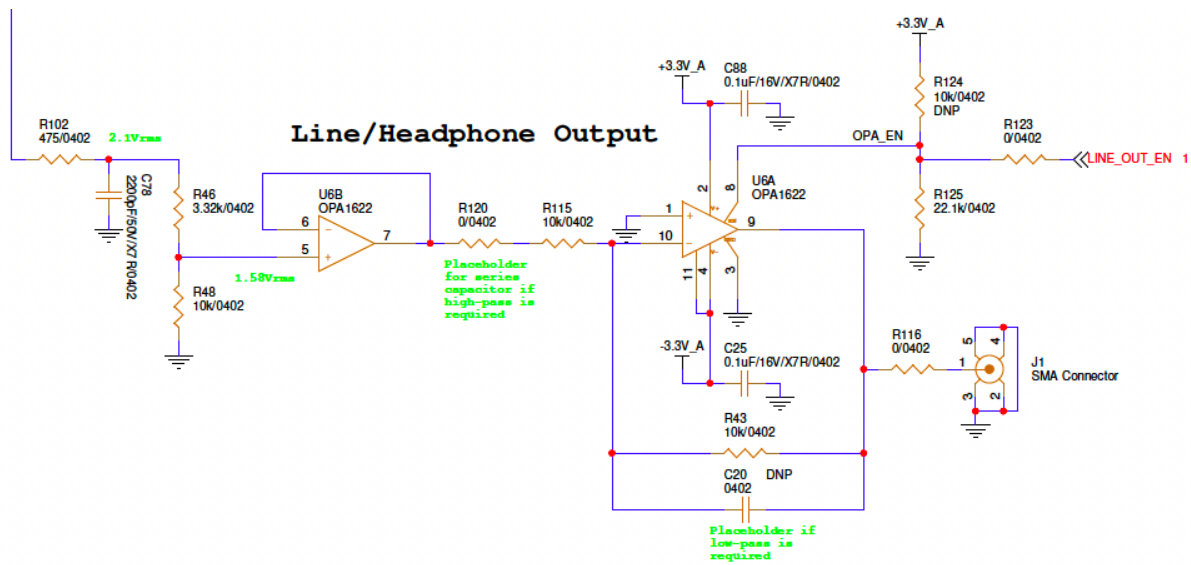 +3.3V_A
R124
10k/0402
DNP
+3.3V_A
C88
0.1uF/16V/X7R/0402
R102
475/0402
2.1Vrms
Line/Headphone Output
OPA_EN
R123
0/0402
LINE_OUT_EN 1
C78
2200pF/50V/X7R/0402
R46
3.32k/0402
U6B
OPA1622
6
5
7
1.58Vrms
R48
10k/0402
R120
0/0402
R115
10k/0402
Placeholder
for series
capacitor if
high-pass is
required
2
8
U6A
OPA1622
V+
1
10
9
11
4
3
V-
R125
22.1k/0402
-3.3V_A
C25
0.1uF/16V/X7R/0402
R116
0/0402
5
4
1
3
2
J1
SMA Connector
R43
10k/0402
C20
0402
DNP
Placeholder if
low-pass is
required